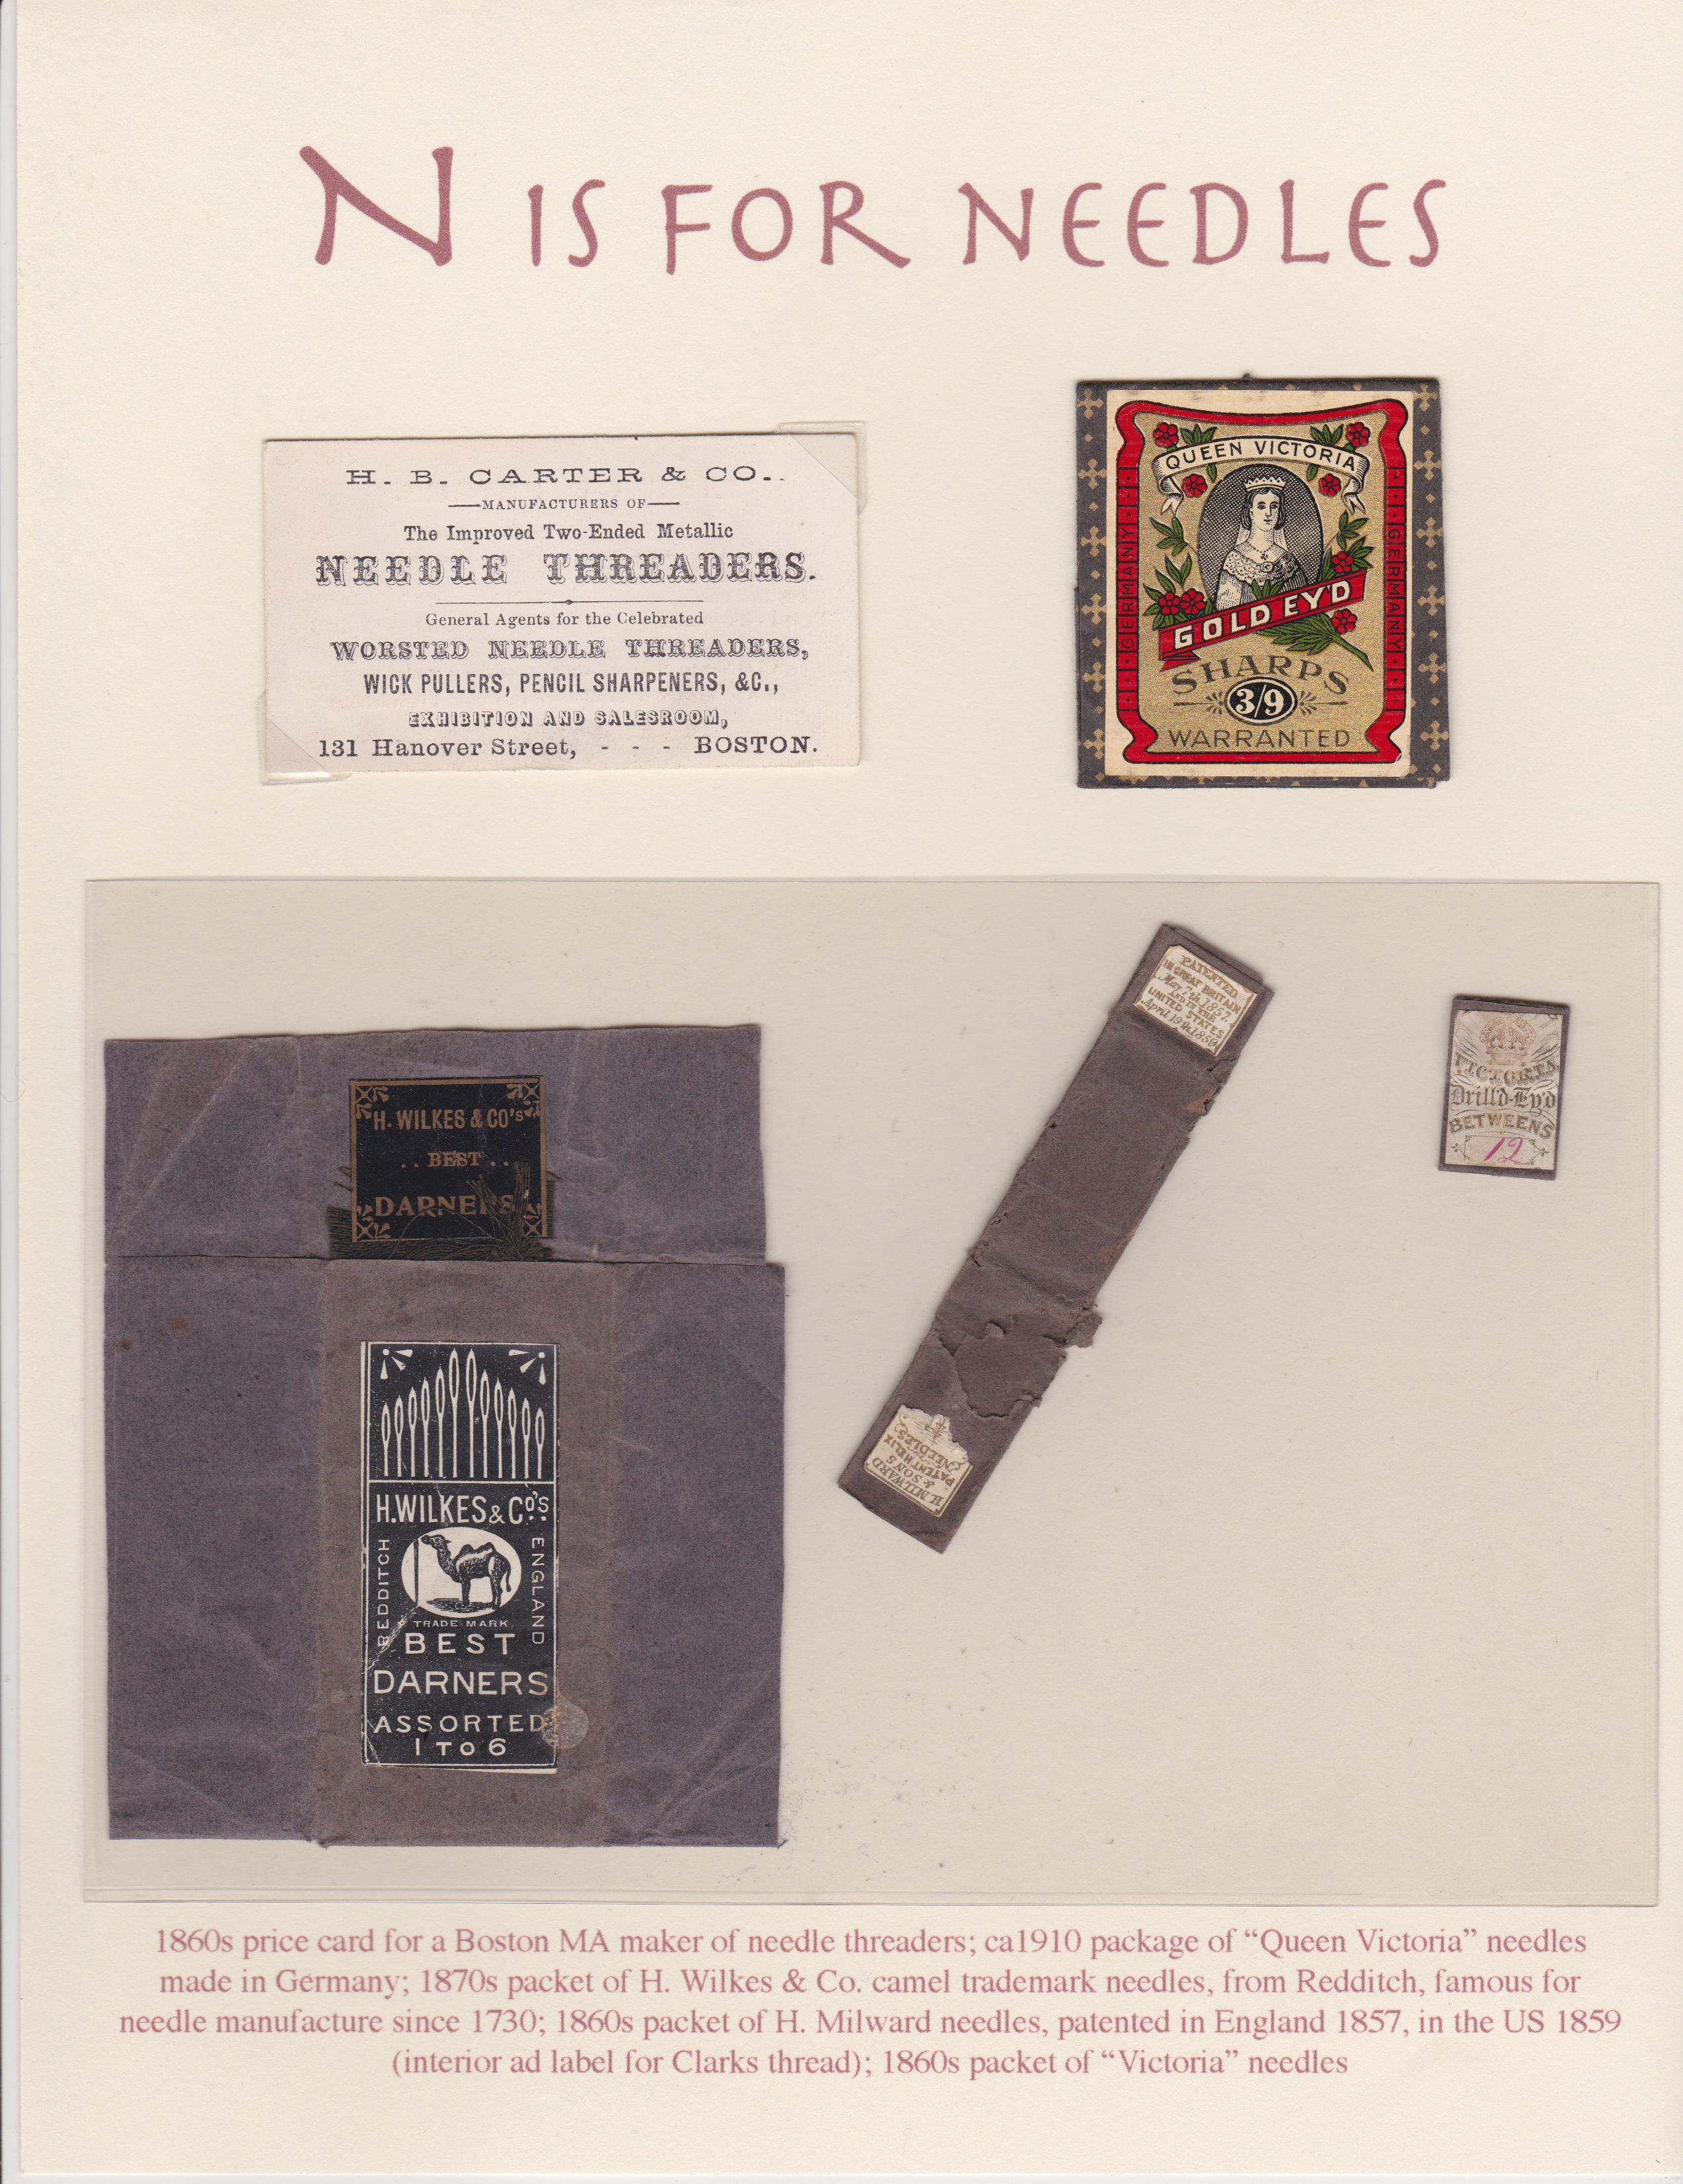 N IS FOR NEEDLES
H. B. CARTER & CO..
MANUFACTURERS OF
The Improved Two-Ended Metallic
NEEDLE THREADERS.
General Agents for the Celebrated
WORSTED NEEDLE THREADERS,
WICK PULLERS, PENCIL SHARPENERS, &C.,
EXHIBITION AND SALESROOM,
131 Hanover Street, - - - BOSTON.
QUEEN VICTORIA
GERMANY
GERMANY
GOLD EY'D
SHARPS
3/9
WARRANTED
PATENTED
IN GREAT BRITAIN
May 7th 1857,
AND IN THE
UNITED STATES
April 19th 1859
VICTORIA
Drill'd-Ey'd
BETWEENS
12
H. WILKES & CO'S
.. BEST ..
DARNERS
H. WILKES & CO'S
REDDITCH
ENGLAND
TRADE MARK
BEST
DARNERS
ASSORTED
1 TO 6
H. MILWARD
& SONS
PATENT HELIX
NEEDLES
1860s price card for a Boston MA maker of needle threaders; ca1910 package of “Queen Victoria” needles
made in Germany; 1870s packet of H. Wilkes & Co. camel trademark needles, from Redditch, famous for
needle manufacture since 1730; 1860s packet of H. Milward needles, patented in England 1857, in the US 1859
(interior ad label for Clarks thread); 1860s packet of “Victoria” needles